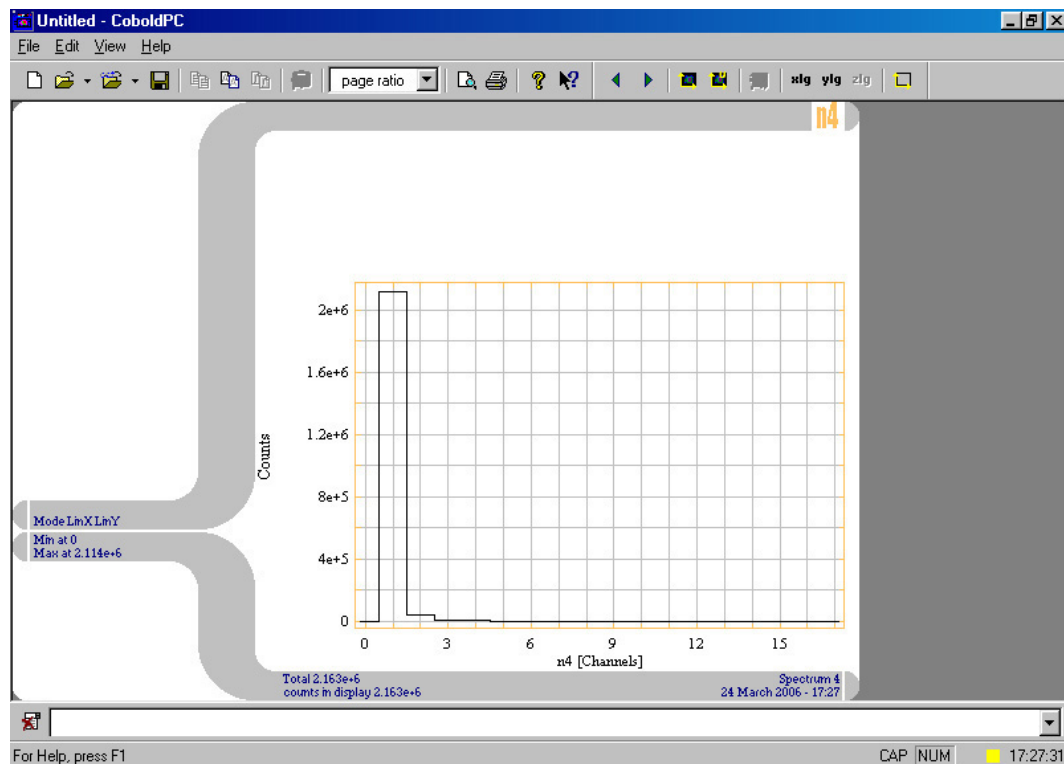 Untitled - CoboldPC
File Edit View Help
page ratio
xlg ylg zlg
n4
2e+6
1.6e+6
1.2e+6
8e+5
4e+5
0
Counts
0 3 6 9 12 15
n4 [Channels]
Mode LinX LinY
Min at 0
Max at 2.114e+6
Total 2.163e+6
counts in display 2.163e+6
Spectrum 4
24 March 2006 - 17:27
For Help, press F1
CAP NUM 17:27:31